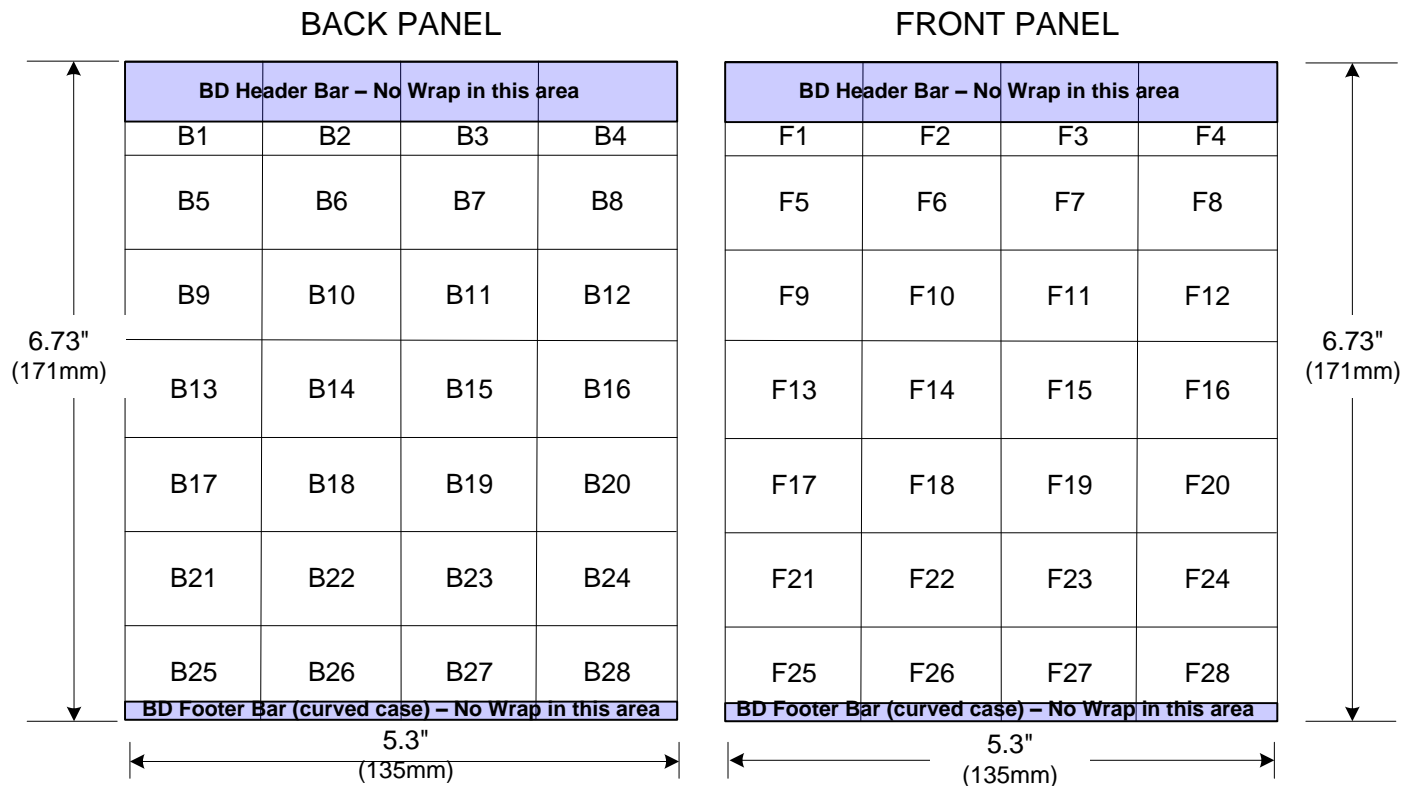 BACK PANEL
FRONT PANEL
BD Header Bar – No Wrap in this area
BD Header Bar – No Wrap in this area
B1 B2 B3 B4
F1 F2 F3 F4
B5 B6 B7 B8
F5 F6 F7 F8
B9 B10 B11 B12
F9 F10 F11 F12
6.73"
(171mm)
6.73"
(171mm)
B13 B14 B15 B16
F13 F14 F15 F16
B17 B18 B19 B20
F17 F18 F19 F20
B21 B22 B23 B24
F21 F22 F23 F24
B25 B26 B27 B28
F25 F26 F27 F28
BD Footer Bar (curved case) – No Wrap in this area
BD Footer Bar (curved case) – No Wrap in this area
5.3"
(135mm)
5.3"
(135mm)